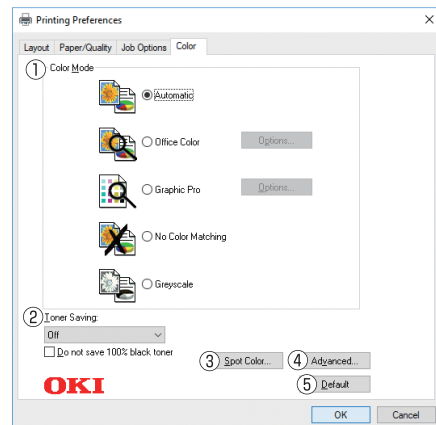 Printing Preferences
Layout Paper/Quality Job Options Color
1 Color Mode
Automatic
Office Color Options...
Graphic Pro Options...
No Color Matching
Greyscale
2 Toner Saving:
Off
Do not save 100% black toner
3 Spot Color... 4 Advanced...
OKI 5 Default
OK Cancel